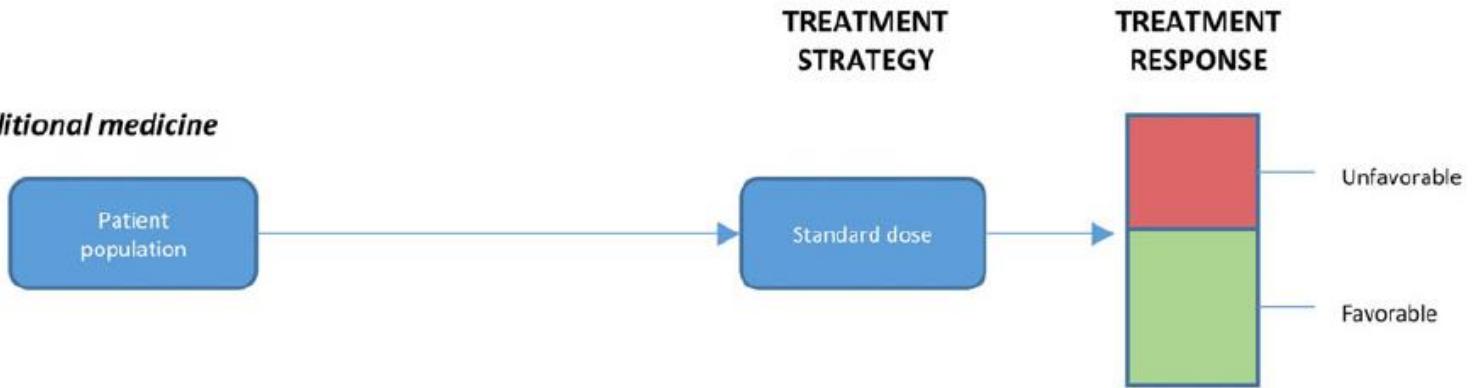 TREATMENT
STRATEGY
TREATMENT
RESPONSE
ditional medicine
Patient
population
Standard dose
Unfavorable
Favorable